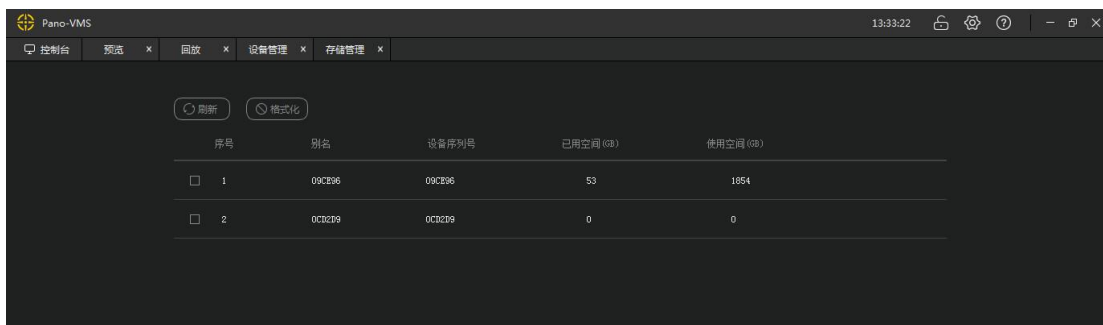 Pano-VMS 13:33:22
控制台 预览 × 回放 × 设备管理 × 存储管理 ×
刷新 格式化
序号 别名 设备序列号 已用空间(GB) 使用空间(GB)
1 09CE96 09CE96 53 1854
2 0CD2D9 0CD2D9 0 0